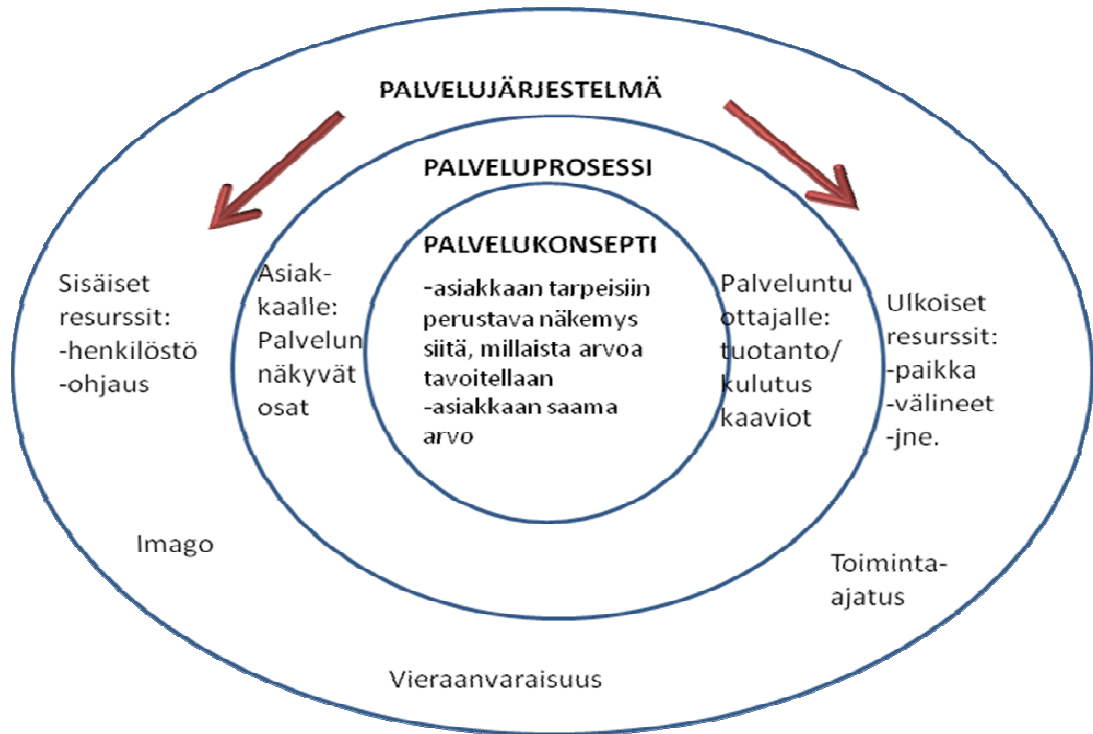 PALVELUJÄRJESTELMÄ
PALVELUPROSESSI
PALVELUKONSEPTI
-asiakkaan tarpeisiin
perustava näkemys
siitä, millaista arvoa
tavoitellaan
-asiakkaan saama
arvo
Sisäiset
resurssit:
-henkilöstö
-ohjaus
Asiak-
kaalle:
Palvelun
näkyvät
osat
Palveluntu
ottajalle:
tuotanto/
kulutus
kaaviot
Ulkoiset
resurssit:
-paikka
-välineet
-jne.
Imago
Toiminta-
ajatus
Vieraanvaraisuus